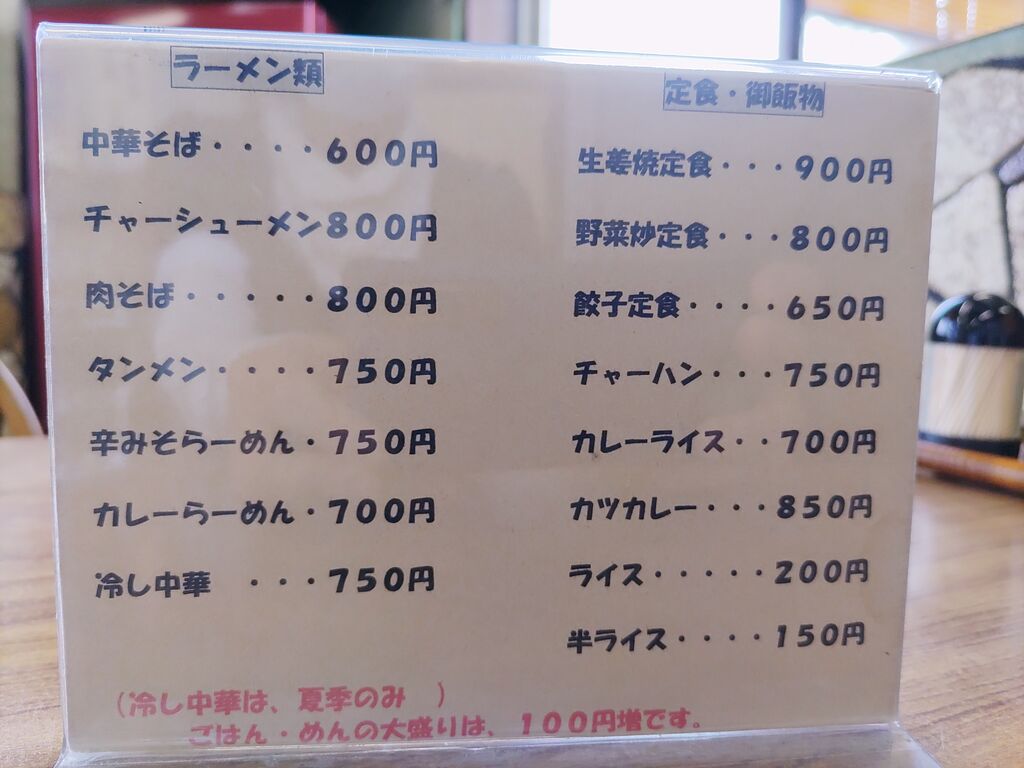 ラーメン類
中華そば・・・・600円
チャーシューメン800円
肉そば・・・・・800円
タンメン・・・・750円
辛みそらーめん・750円
カレーらーめん・700円
冷し中華　・・・750円
定食・御飯物
生姜焼定食・・・900円
野菜炒定食・・・800円
餃子定食・・・・650円
チャーハン・・・750円
カレーライス・・700円
カツカレー・・・850円
ライス・・・・・200円
半ライス・・・・150円
（冷し中華は、夏季のみ　）
ごはん・めんの大盛りは、100円増です。